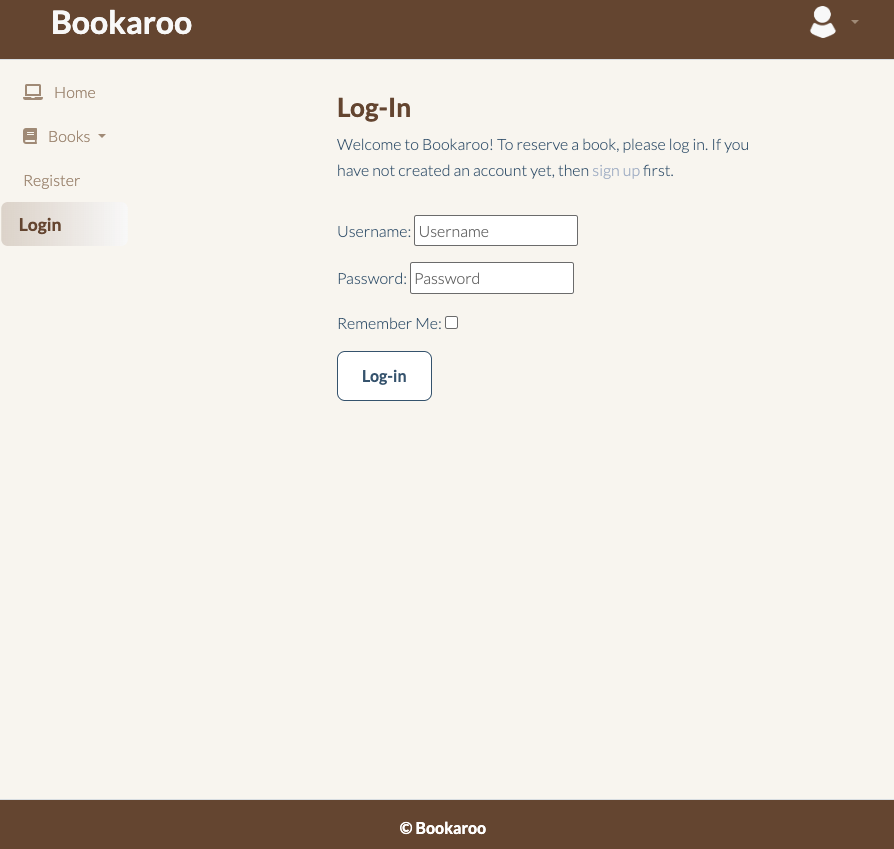 Bookaroo
Home
Books
Register
Login
Log-In
Welcome to Bookaroo! To reserve a book, please log in. If you
have not created an account yet, then sign up first.
Username: Username
Password: Password
Remember Me:
Log-in
© Bookaroo